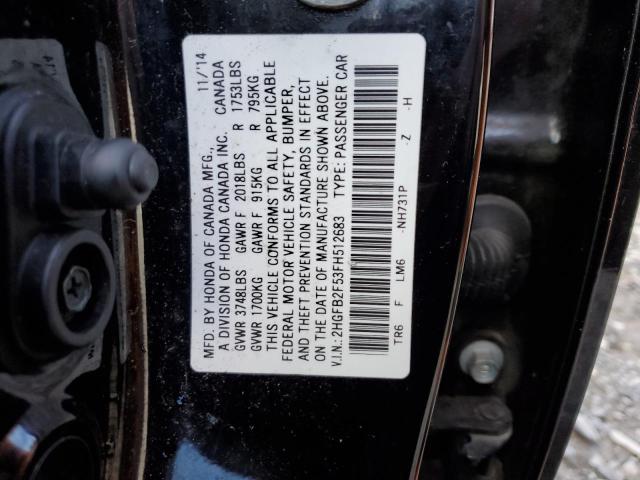 MFD. BY HONDA OF CANADA MFG., 11/'14
A DIVISION OF HONDA CANADA INC. CANADA
GVWR 3748LBS GAWR F 2018LBS R 1753LBS
GVWR 1700KG GAWR F 915KG R 795KG
THIS VEHICLE CONFORMS TO ALL APPLICABLE
FEDERAL MOTOR VEHICLE SAFETY, BUMPER,
AND THEFT PREVENTION STANDARDS IN EFFECT
ON THE DATE OF MANUFACTURE SHOWN ABOVE.
V.I.N.: 2HGFB2F53FH512683 TYPE: PASSENGER CAR
TR6 F LM6 -NH731P -Z -H